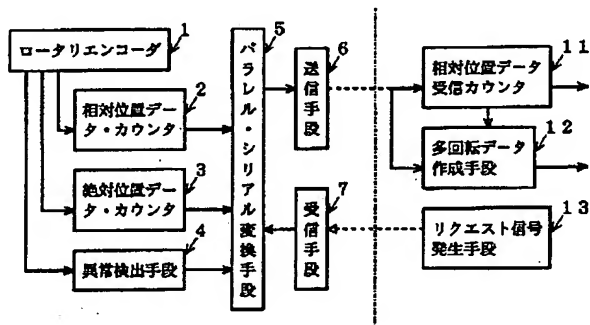 1
ロータリエンコーダ
2
相対位置デー
タ・カウンタ
3
絶対位置デー
タ・カウンタ
4
異常検出手段
5
パラレル・シリアル変換手段
6
送信手段
7
受信手段
11
相対位置データ
受信カウンタ
12
多回転データ
作成手段
13
リクエスト信号
発生手段